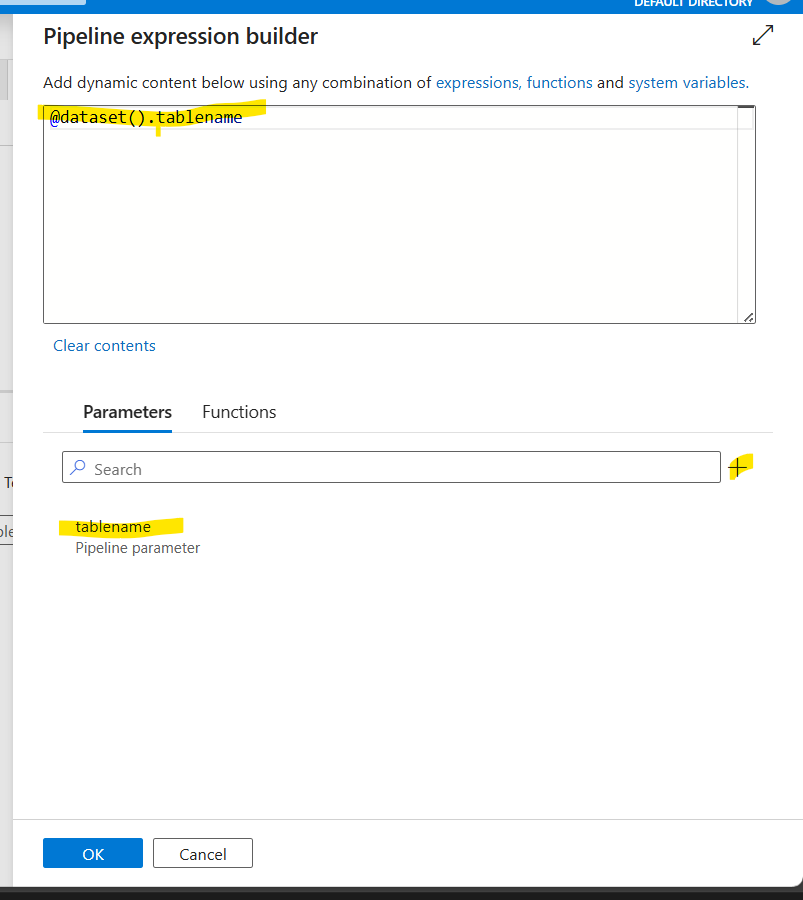 DEFAULT DIRECTORY
Pipeline expression builder
Add dynamic content below using any combination of expressions, functions and system variables.
@dataset().tablename
Clear contents
Parameters Functions
Search
tablename
Pipeline parameter
OK Cancel